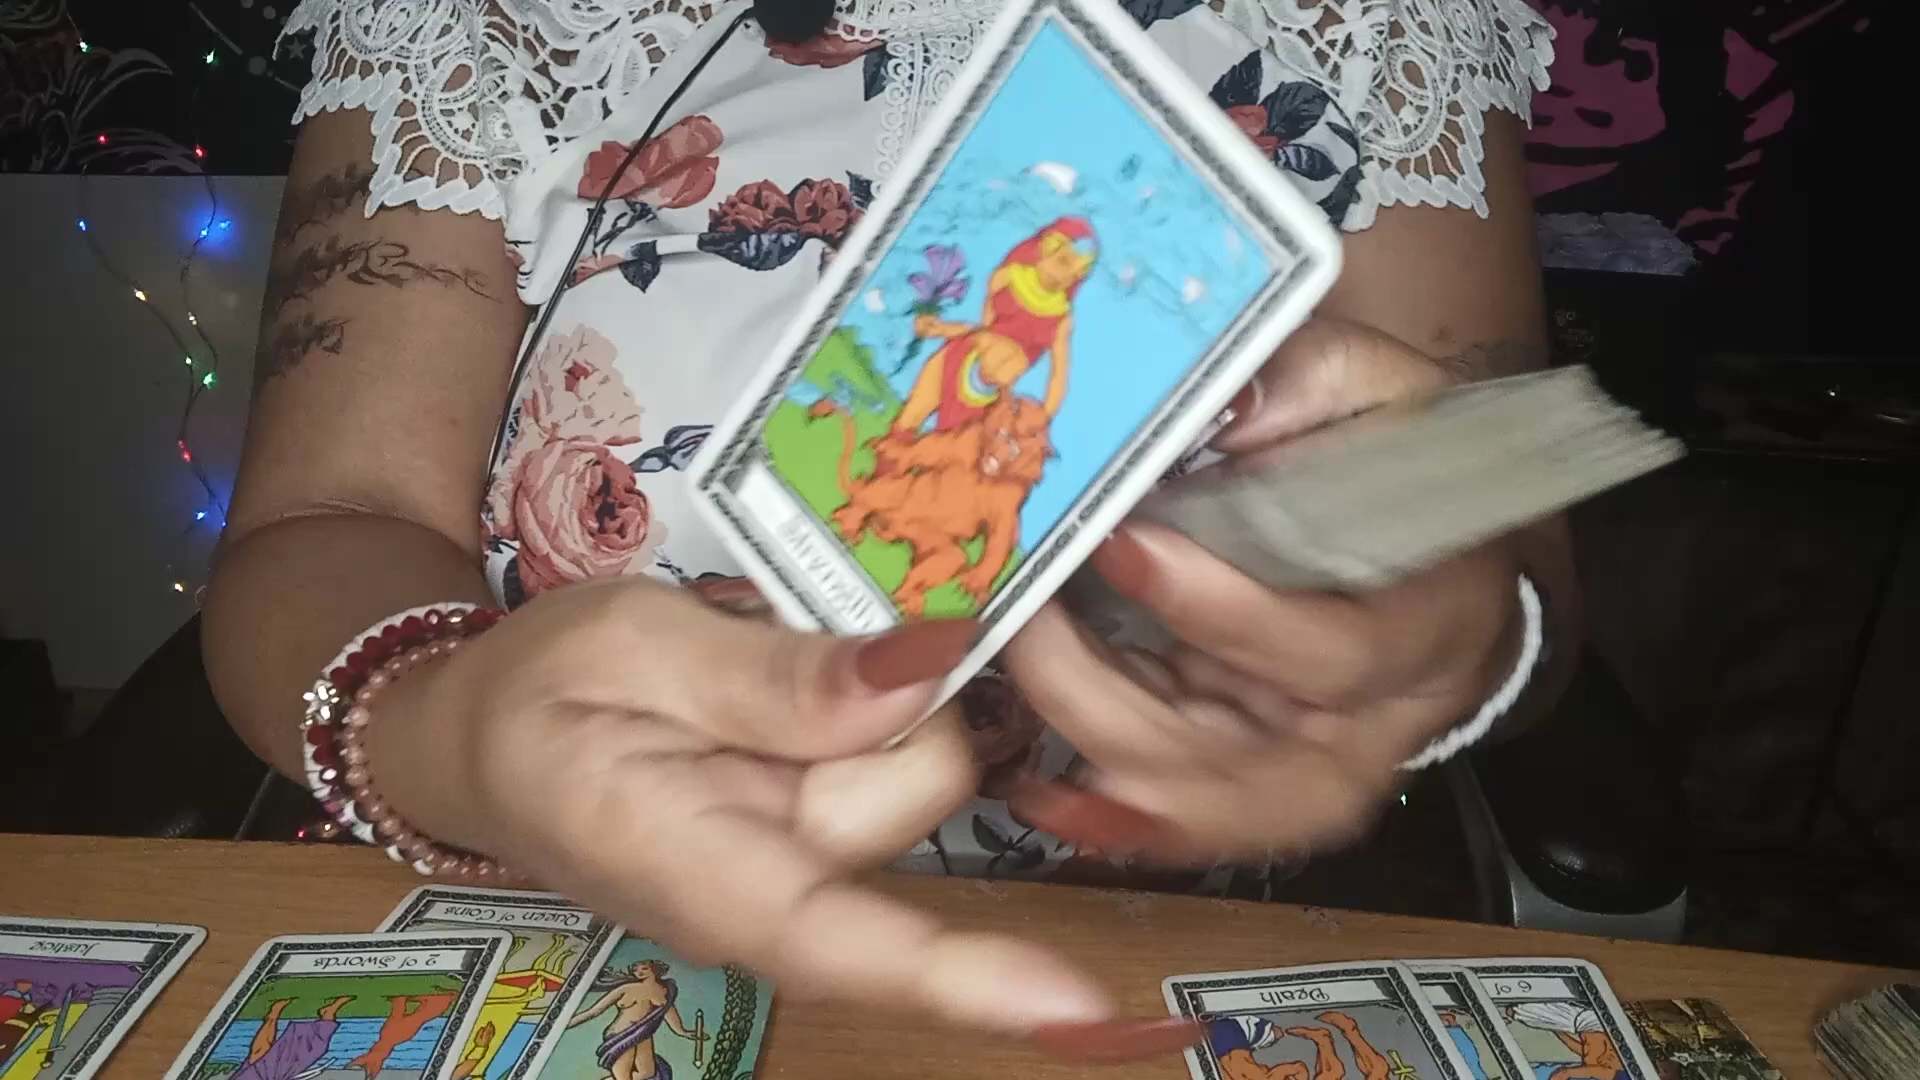 Justice
2 of Swords
Queen of Coins
Death
6 of